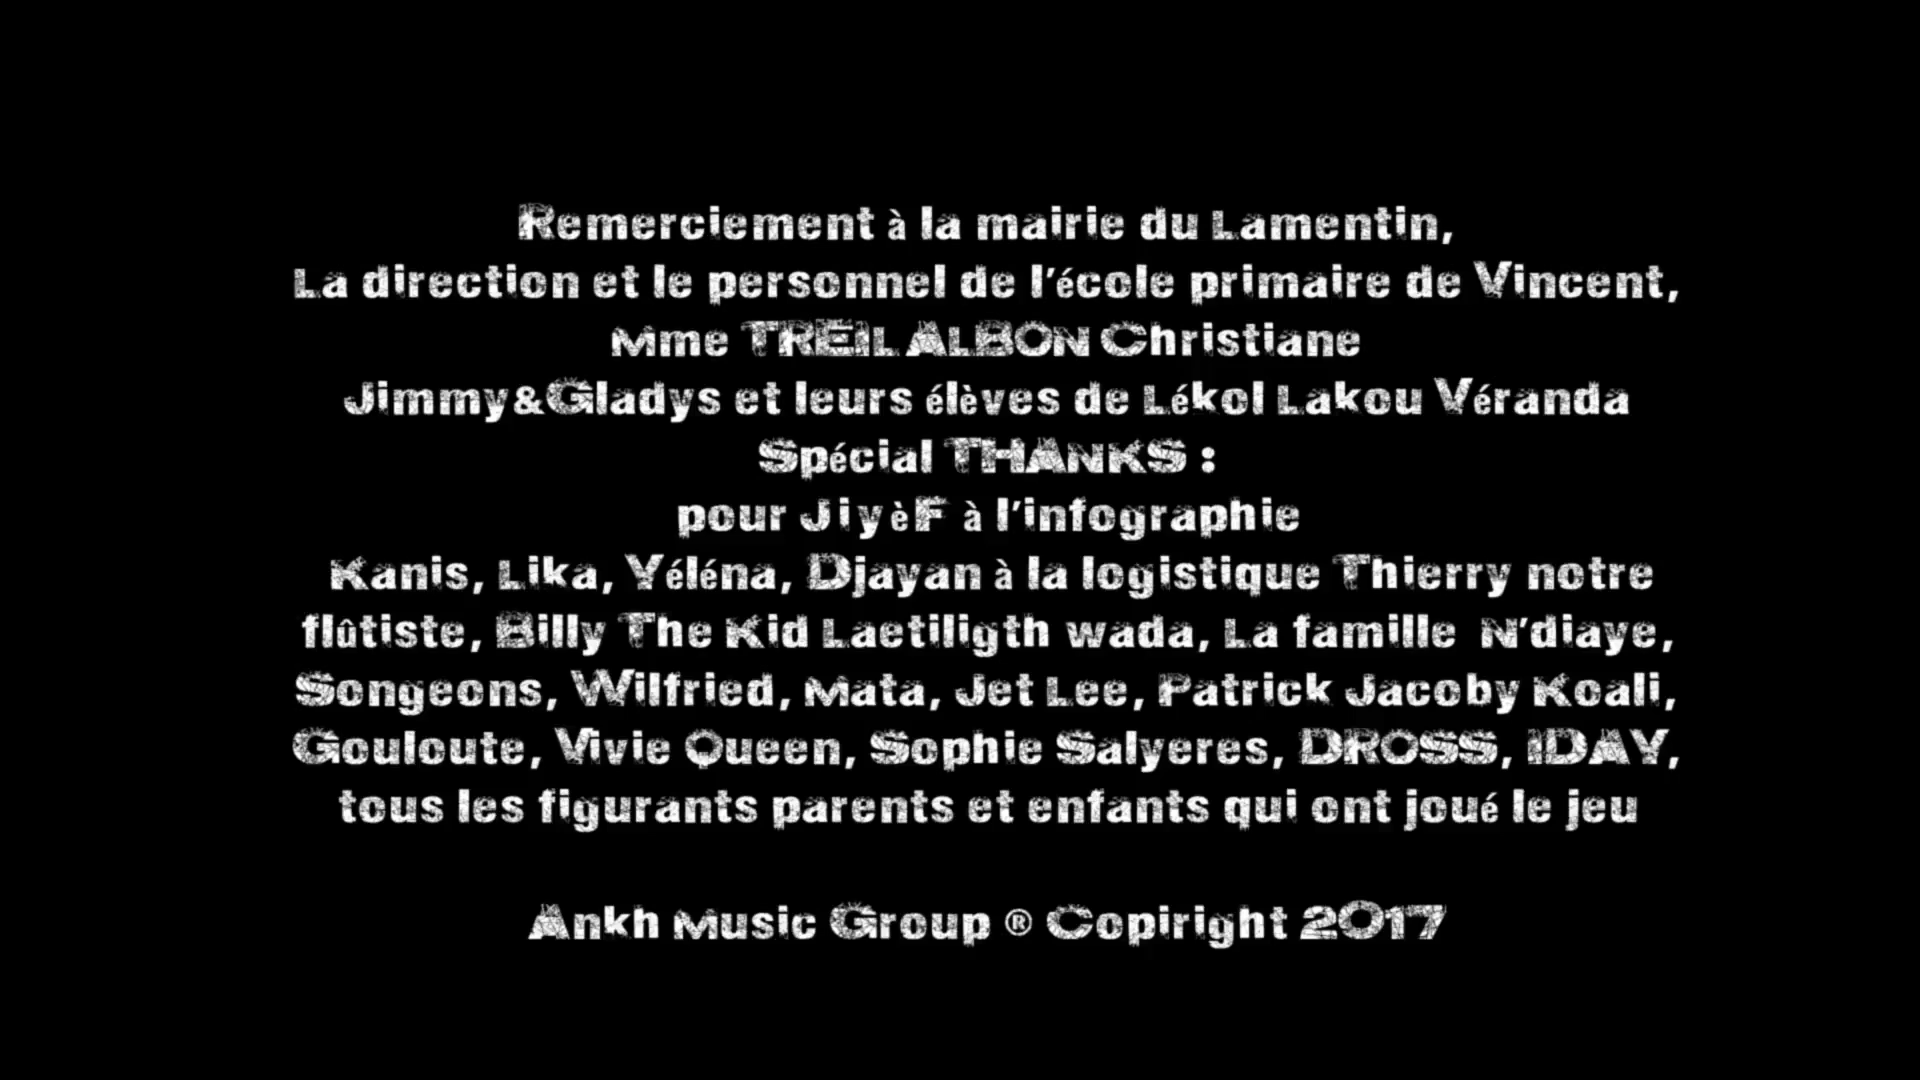 Remerciement à la mairie du Lamentin,
La direction et le personnel de l'école primaire de Vincent,
Mme TREIL ALBON Christiane
Jimmy&Gladys et leurs élèves de Lékol Lakou Véranda
Spécial THANKS :
pour JiyèF à l'infographie
Kanis, Lika, Yéléna, Djayan à la logistique Thierry notre
flûtiste, Billy The Kid Laetiligth wada, La famille N'diaye,
Songeons, Wilfried, Mata, Jet Lee, Patrick Jacoby Koali,
Gouloute, Vivie Queen, Sophie Salyeres, DROSS, IDAY,
tous les figurants parents et enfants qui ont joué le jeu
Ankh Music Group ® Copiright 2017